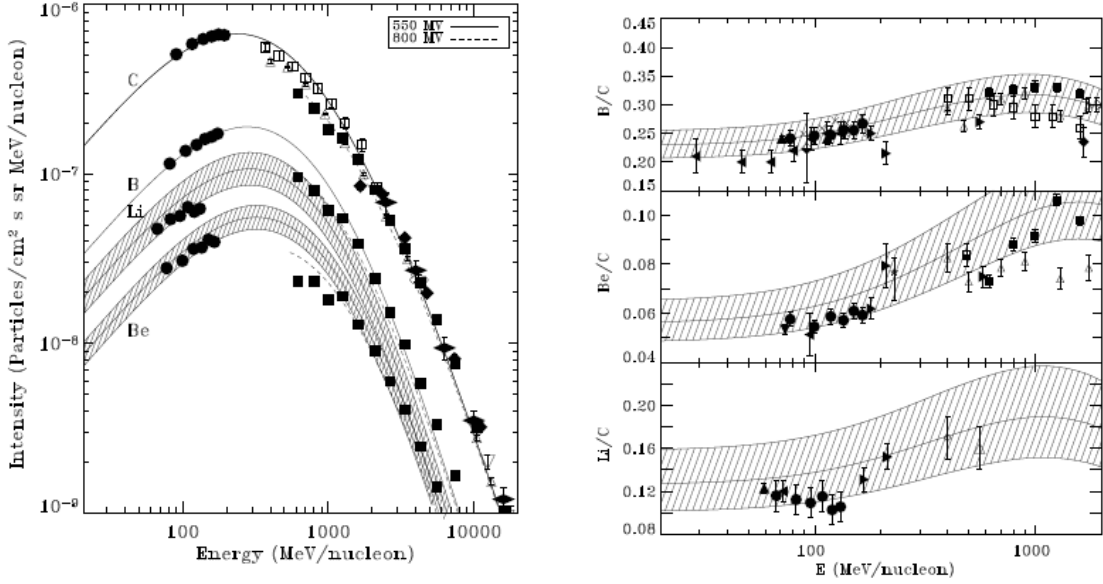 10⁻⁶
10⁻⁷
10⁻⁸
10⁻⁹
Intensity (Particles/cm² s sr MeV/nucleon)
550 MV
800 MV
C
B
Li
Be
100
1000
10000
Energy (MeV/nucleon)
0.45
0.40
0.35
0.30
0.25
0.20
0.15
B/C
0.10
0.08
0.06
0.04
Be/C
0.20
0.16
0.12
0.08
Li/C
100
1000
E (MeV/nucleon)